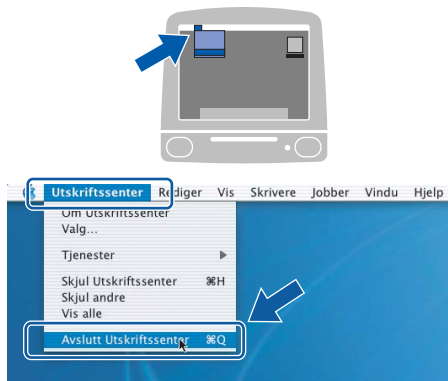 Utskriftssenter Rediger Vis Skrivere Jobber Vindu Hjelp
Om Utskriftssenter
Valg...
Tjenester
Skjul Utskriftssenter ⌘H
Skjul andre
Vis alle
Avslutt Utskriftssenter ⌘Q